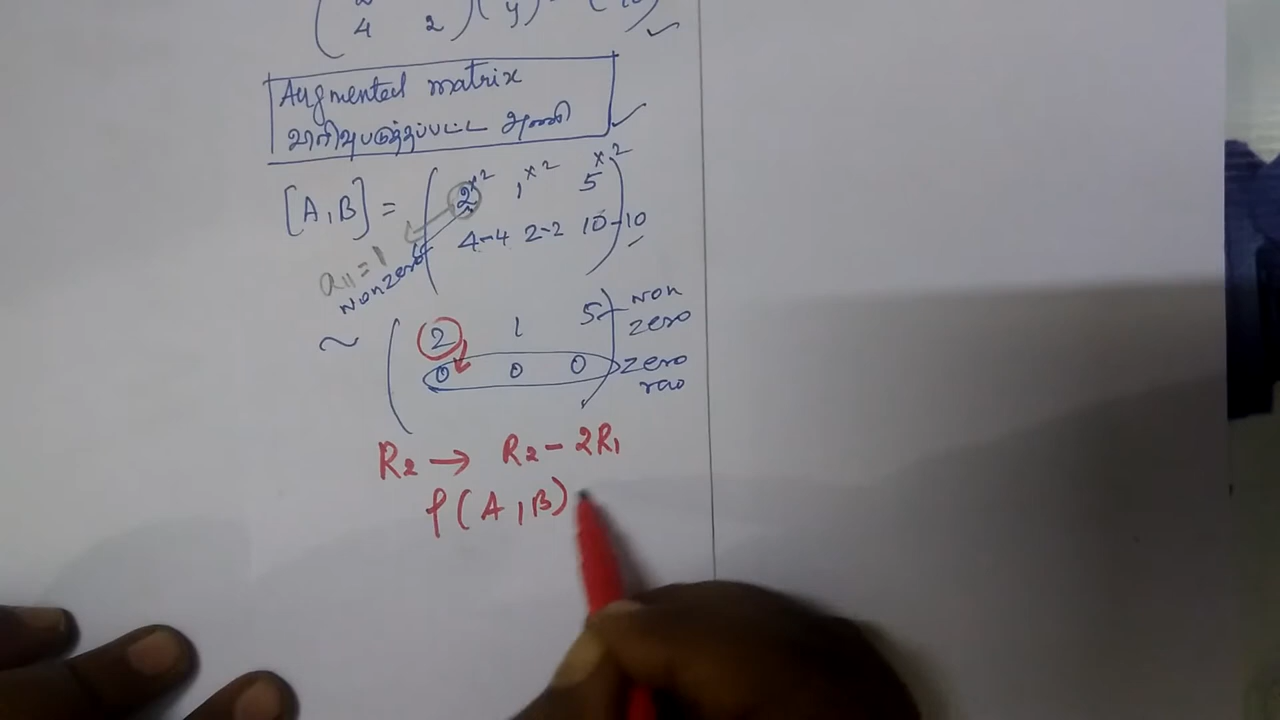 4 2 y
Augmented matrix
விரிவுபடுத்தப்பட்ட அணி
[A,B] = ( 2×2 1×2 5×2
4-4 2-2 10-10 )
a11=1
Nonzero
~ ( 2 1 5 - Non zero
0 0 0 ) zero row
R2 → R2 - 2R1
ρ(A,B)